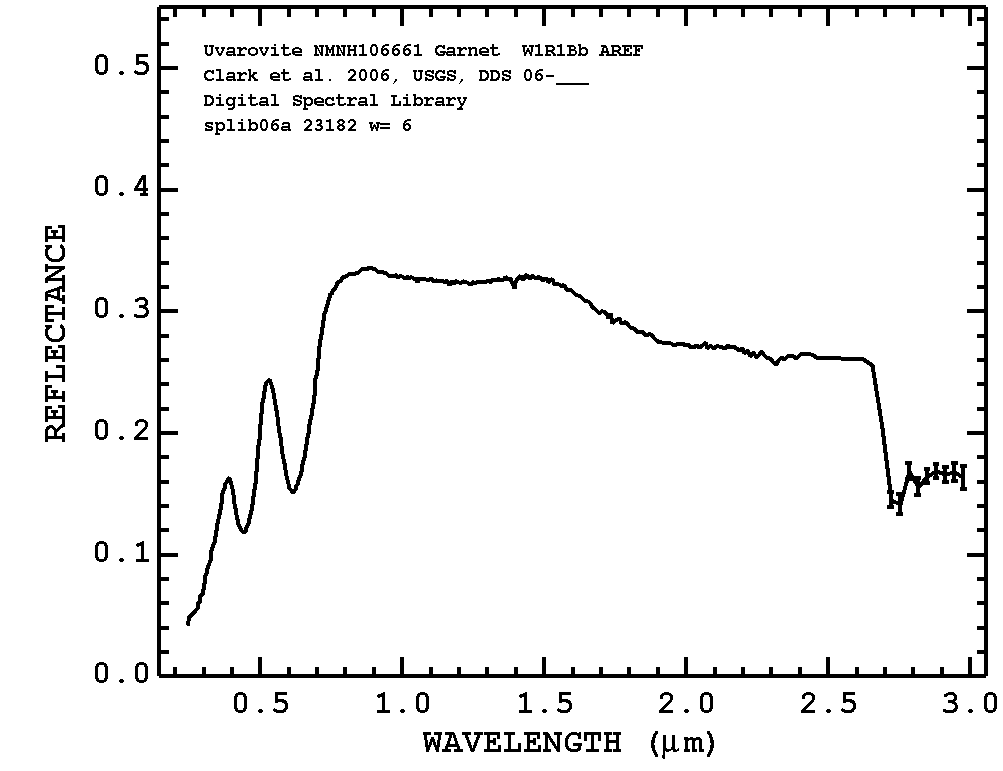 Uvarovite NMNH106661 Garnet W1R1Bb AREF
Clark et al. 2006, USGS, DDS 06-___
Digital Spectral Library
splib06a 23182 w= 6
0.5
0.4
0.3
0.2
0.1
0.0
REFLECTANCE
0.5 1.0 1.5 2.0 2.5 3.0
WAVELENGTH (μm)